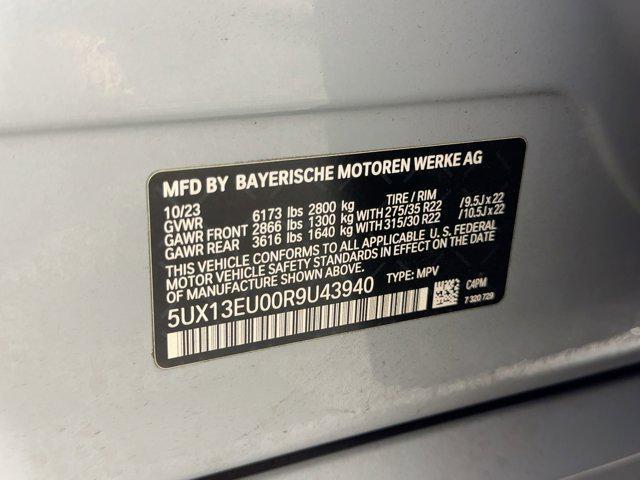 MFD BY BAYERISCHE MOTOREN WERKE AG
10/23 TIRE / RIM
GVWR 6173 lbs 2800 kg
GAWR FRONT 2866 lbs 1300 kg WITH 275/35 R22 /9.5J x 22
GAWR REAR 3616 lbs 1640 kg WITH 315/30 R22 /10.5J x 22
THIS VEHICLE CONFORMS TO ALL APPLICABLE U. S. FEDERAL
MOTOR VEHICLE SAFETY STANDARDS IN EFFECT ON THE DATE
OF MANUFACTURE SHOWN ABOVE.
5UX13EU00R9U43940 TYPE: MPV
C4PM
7 320 729